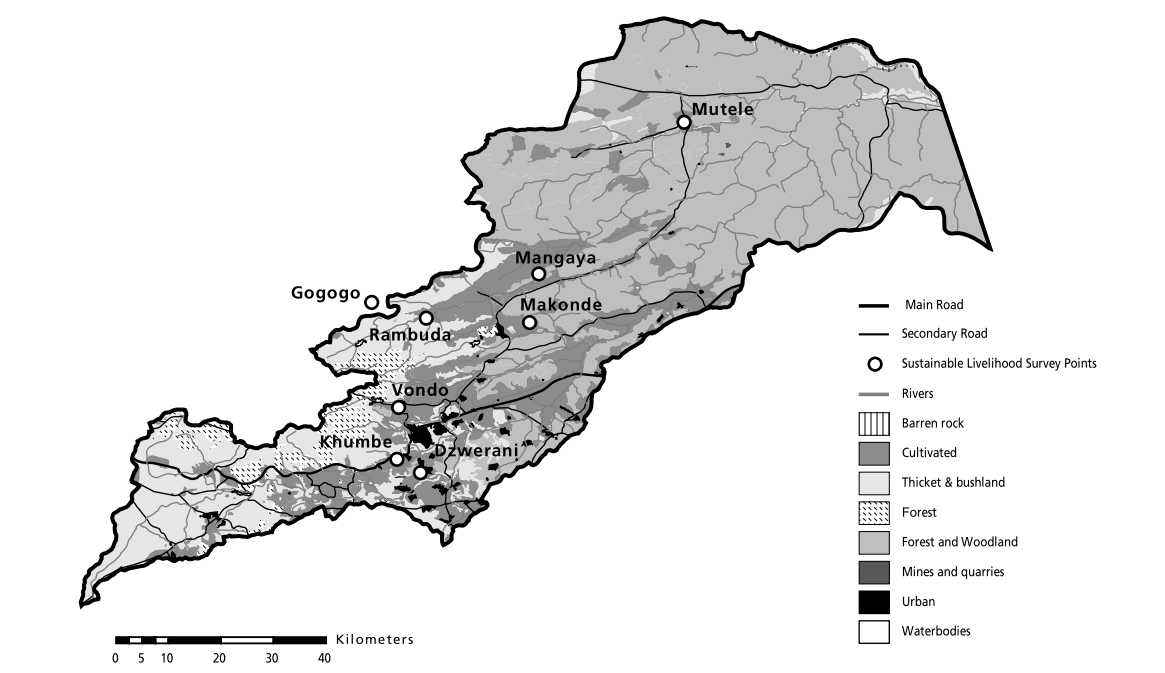 Mutele
Mangaya
Gogogo
Makonde
Rambuda
Vondo
Khumbe
Dzwerani
Main Road
Secondary Road
Sustainable Livelihood Survey Points
Rivers
Barren rock
Cultivated
Thicket & bushland
Forest
Forest and Woodland
Mines and quarries
Urban
Waterbodies
Kilometers
0 5 10 20 30 40